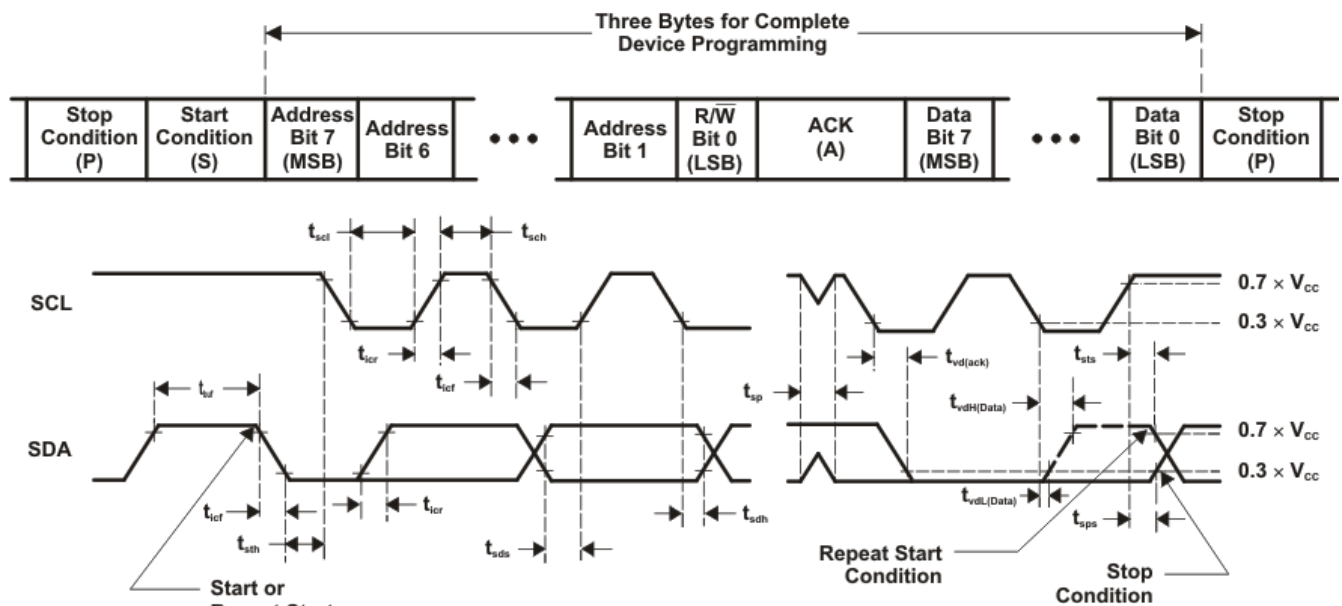 Three Bytes for Complete
Device Programming
Stop
Condition
(P)
Start
Condition
(S)
Address
Bit 7
(MSB)
Address
Bit 6
•••
Address
Bit 1
R/W̅
Bit 0
(LSB)
ACK
(A)
Data
Bit 7
(MSB)
•••
Data
Bit 0
(LSB)
Stop
Condition
(P)
tscl
tsch
SCL
0.7 × Vcc
0.3 × Vcc
ticr
ticf
tvd(ack)
tsts
tbuf
tsp
tvdH(Data)
SDA
0.7 × Vcc
0.3 × Vcc
ticf
ticr
tsdh
tvdL(Data)
tsth
tsds
tsps
Repeat Start
Condition
Stop
Condition
Start or
Repeat Start